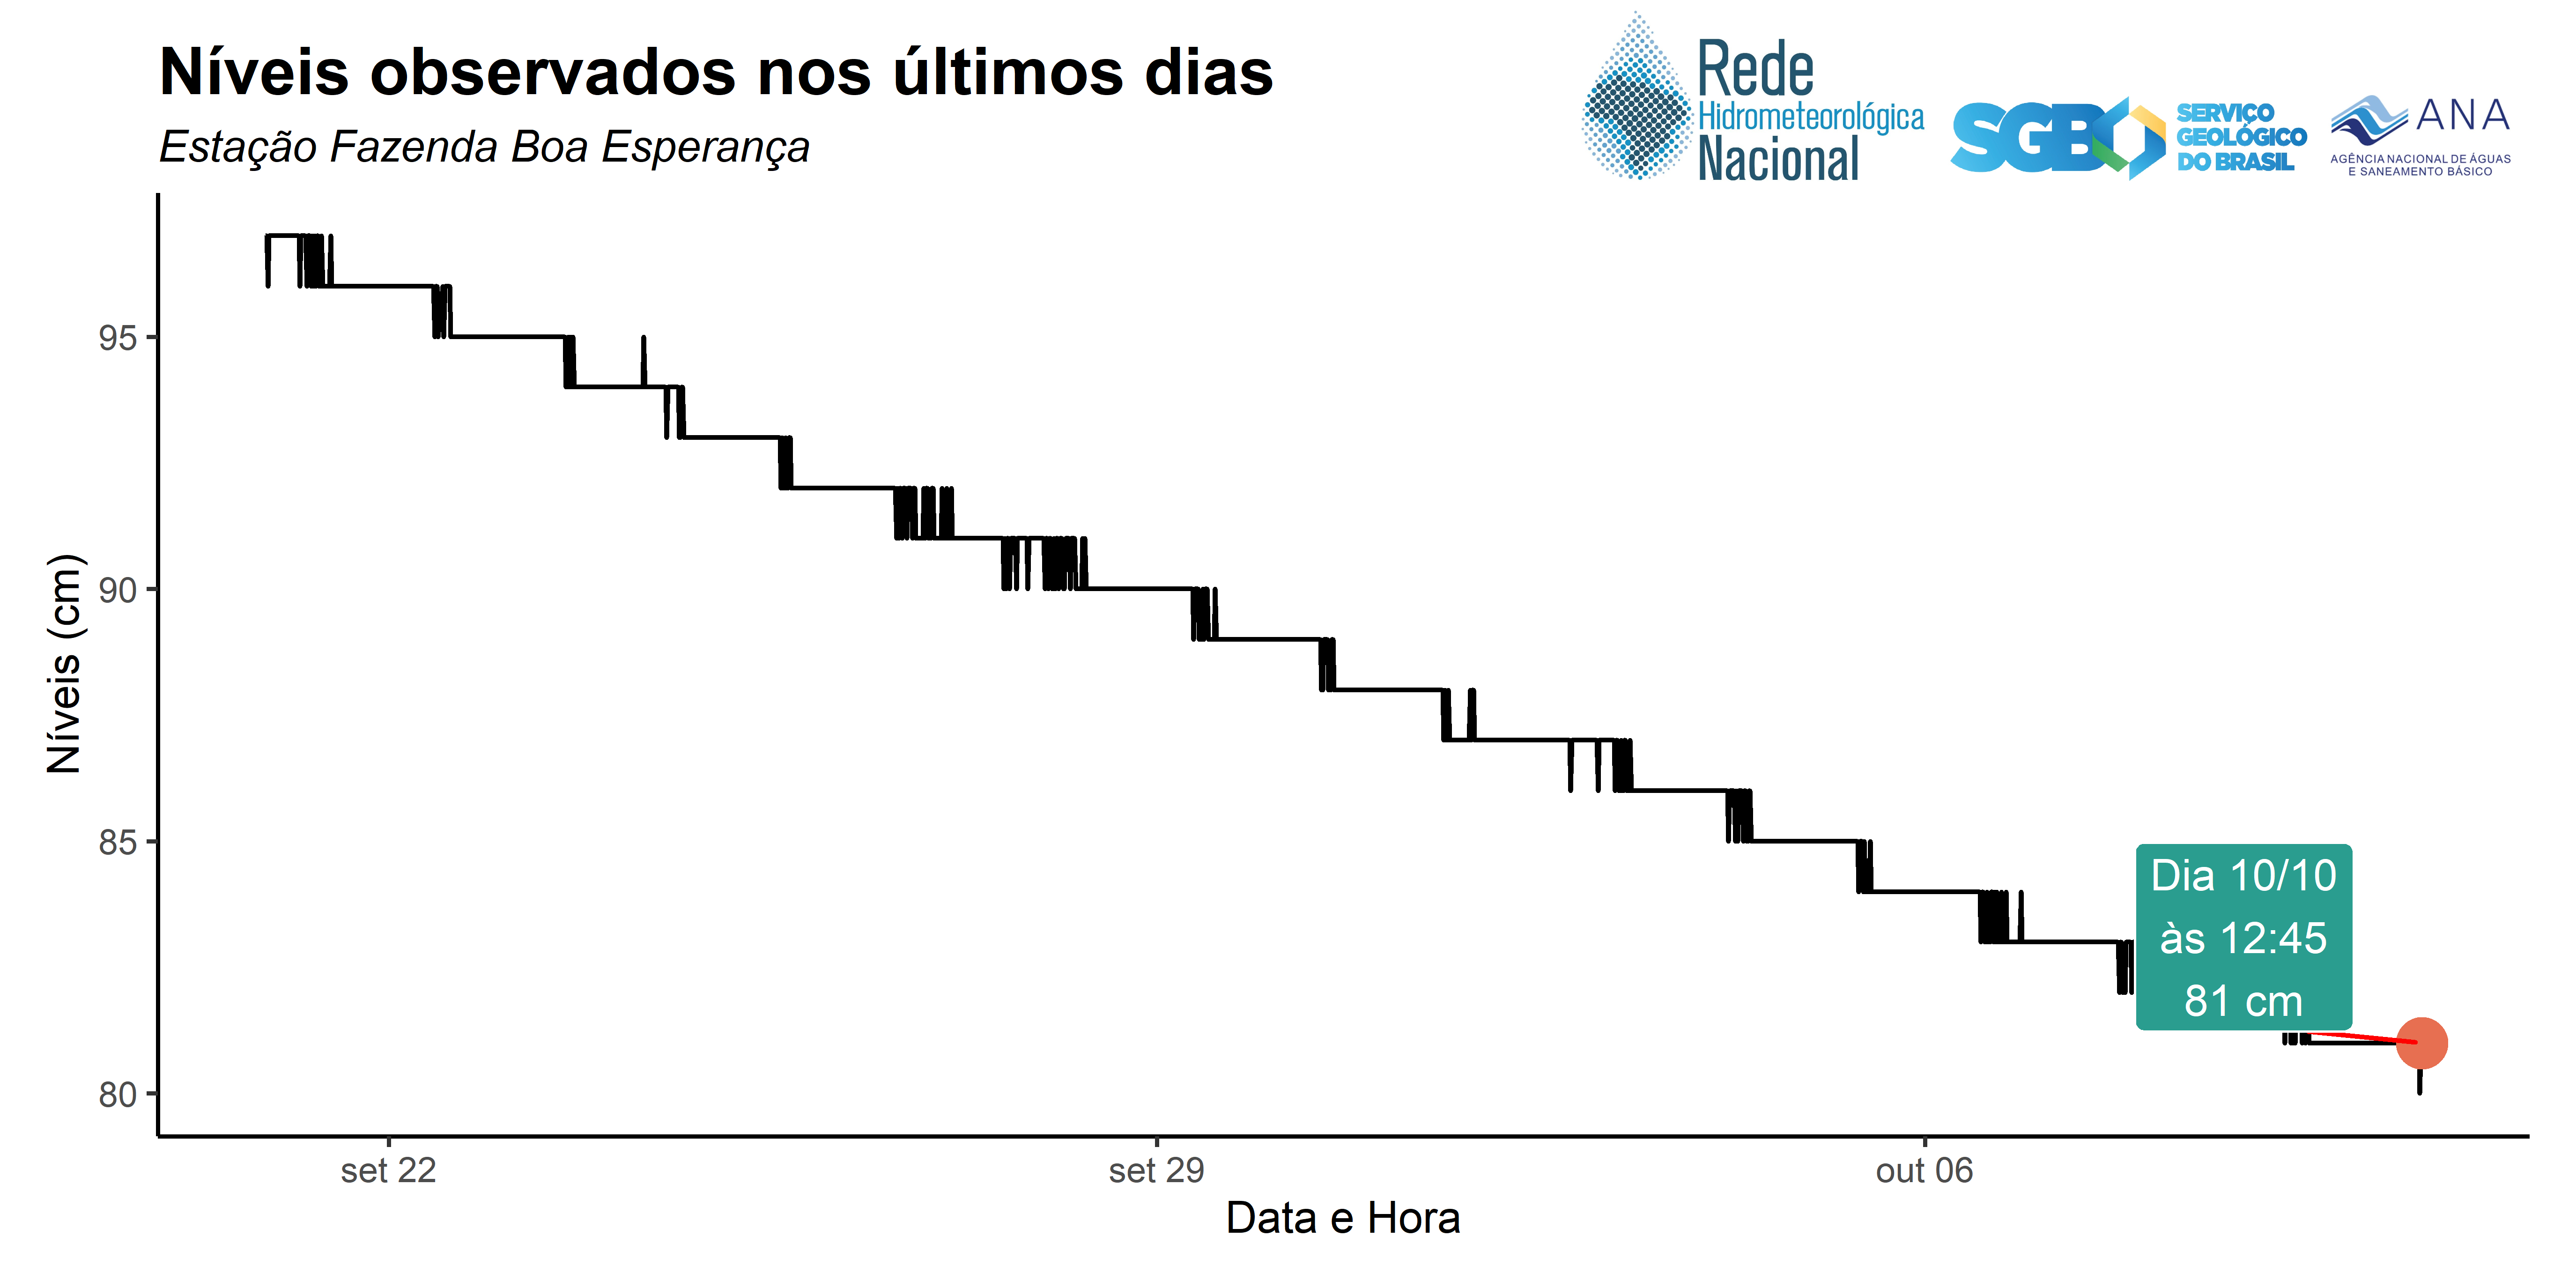 Níveis observados nos últimos dias
Estação Fazenda Boa Esperança
Rede
Hidrometeorológica
Nacional
SGB
SERVIÇO
GEOLÓGICO
DO BRASIL
ANA
AGÊNCIA NACIONAL DE ÁGUAS
E SANEAMENTO BÁSICO
Níveis (cm)
95
90
85
80
Dia 10/10
às 12:45
81 cm
set 22
set 29
out 06
Data e Hora